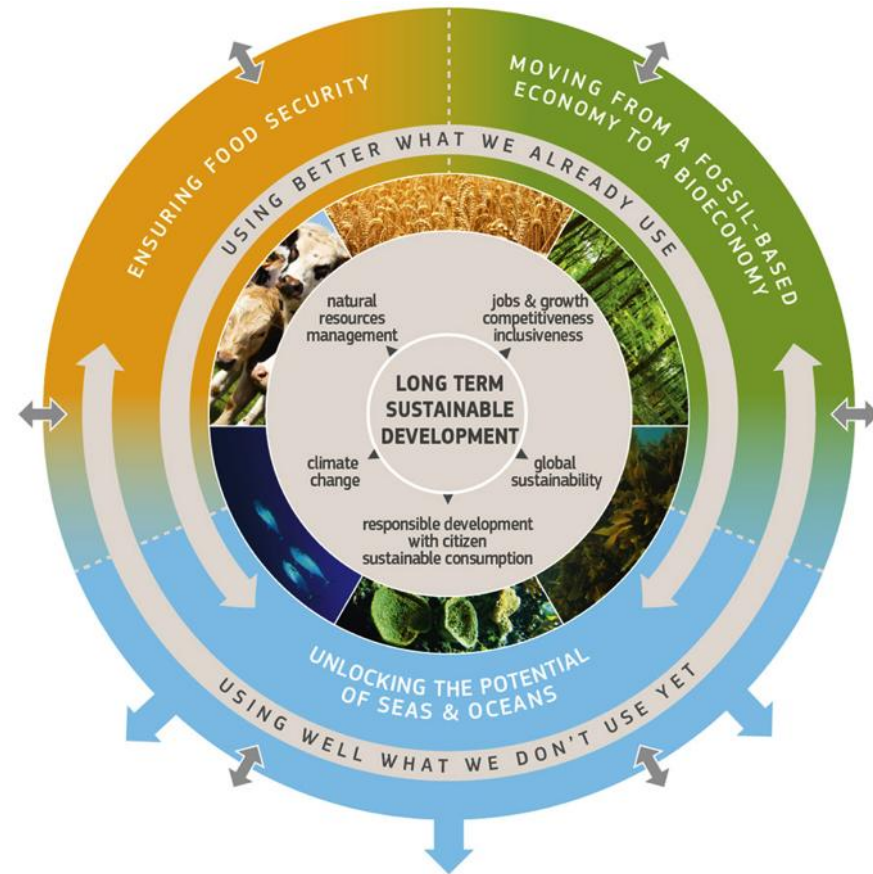 ENSURING FOOD SECURITY
MOVING FROM A FOSSIL-BASED
ECONOMY TO A BIOECONOMY
USING BETTER WHAT WE ALREADY USE
natural
resources
management
jobs & growth
competitiveness
inclusiveness
LONG TERM
SUSTAINABLE
DEVELOPMENT
climate
change
global
sustainability
responsible development
with citizen
sustainable consumption
UNLOCKING THE POTENTIAL
OF SEAS & OCEANS
USING WELL WHAT WE DON'T USE YET